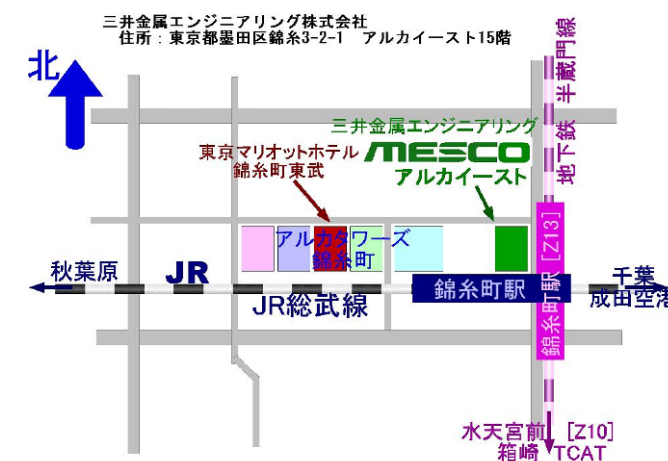 三井金属エンジニアリング株式会社
住所：東京都墨田区錦糸3-2-1　アルカイースト15階
北
地下鉄 半蔵門線
三井金属エンジニアリング
MESCO
アルカイースト
東京マリオットホテル
錦糸町東武
アルカタワーズ
錦糸町
秋葉原
JR
JR総武線
錦糸町駅
錦糸町駅 [Z13]
千葉
成田空港
水天宮前 [Z10]
箱崎 TCAT